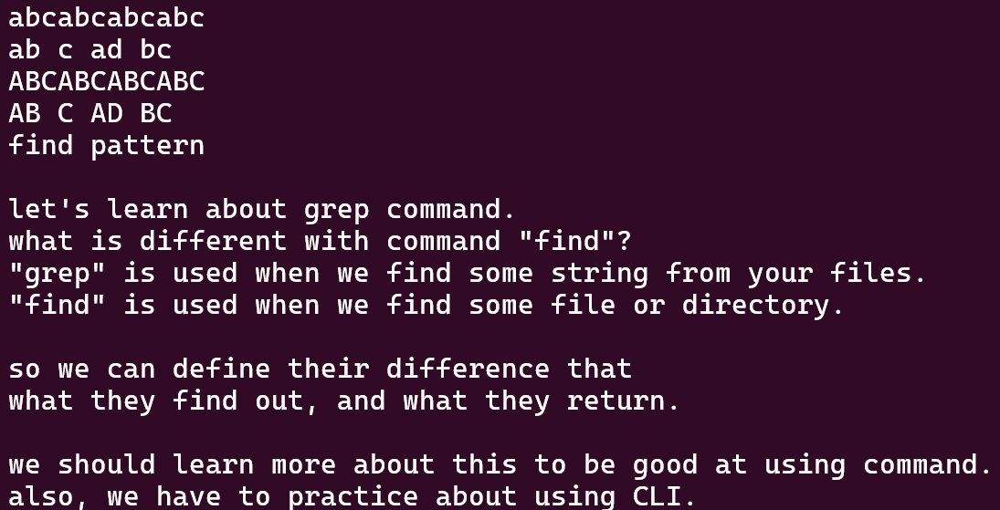 abcabcabcabc
ab c ad bc
ABCABCABCABC
AB C AD BC
find pattern

let's learn about grep command.
what is different with command "find"?
"grep" is used when we find some string from your files.
"find" is used when we find some file or directory.

so we can define their difference that
what they find out, and what they return.

we should learn more about this to be good at using command.
also, we have to practice about using CLI.